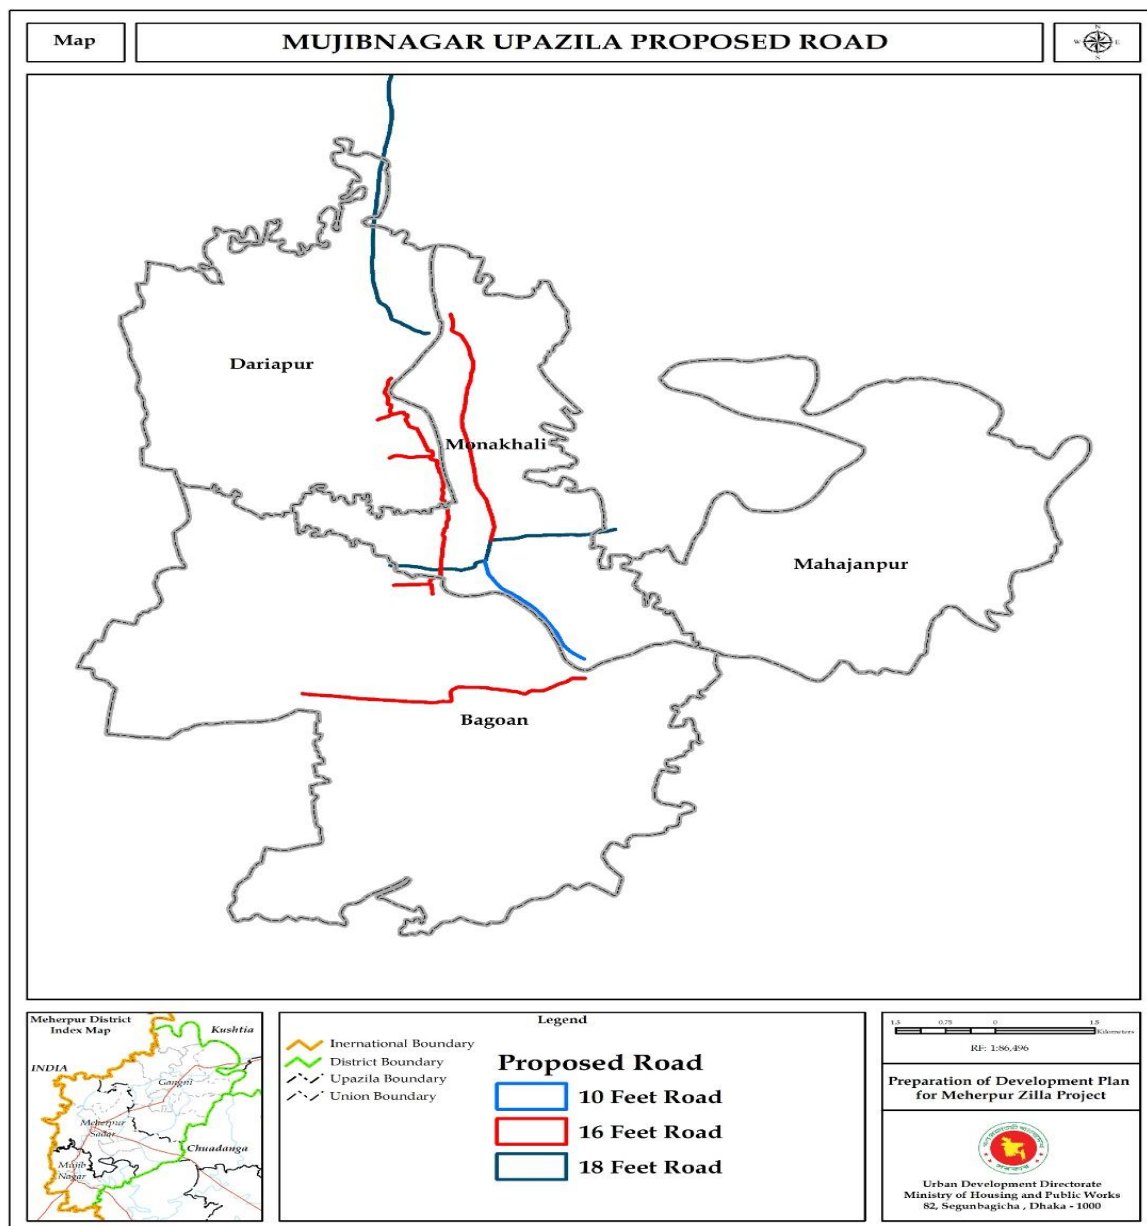 Map
MUJIBNAGAR UPAZILA PROPOSED ROAD
N
W E
S
Dariapur
Monakhali
Mahajanpur
Bagoan
Meherpur District
Index Map
Kushtia
INDIA
Gangni
Meherpur
Sadar
Chuadanga
Mujib
Nagar
Legend
Inernational Boundary
District Boundary
Upazila Boundary
Union Boundary
Proposed Road
10 Feet Road
16 Feet Road
18 Feet Road
1.5 0.75 0 1.5
Kilometers
RF: 1:86,496
Preparation of Development Plan
for Meherpur Zilla Project
Urban Development Directorate
Ministry of Housing and Public Works
82, Segunbagicha , Dhaka - 1000